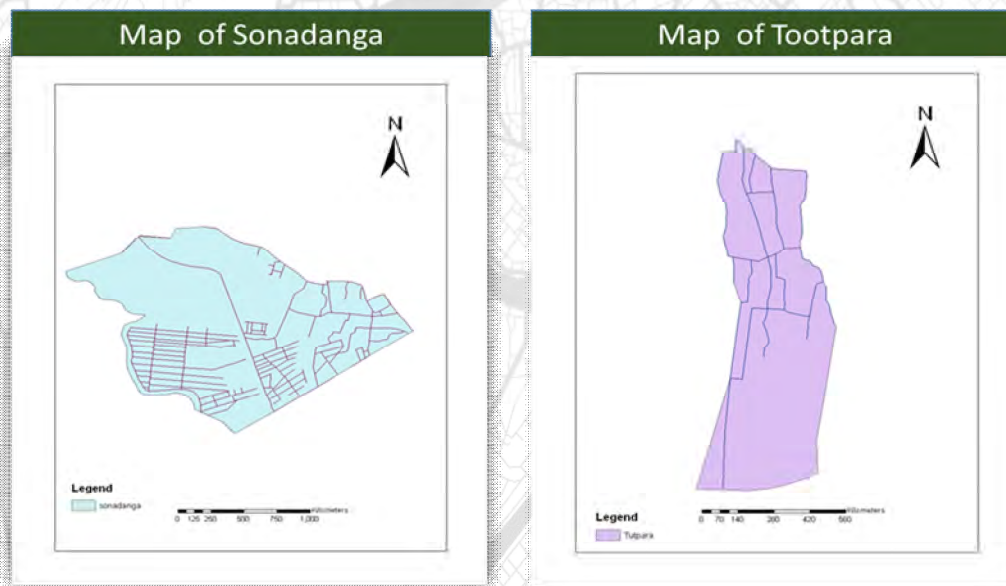 Map of Sonadanga
N
Legend
sonadanga
0 125 250 500 750 1,000 Kilometers
Map of Tootpara
N
Legend
Tutpara
0 70 140 280 420 560 Kilometers